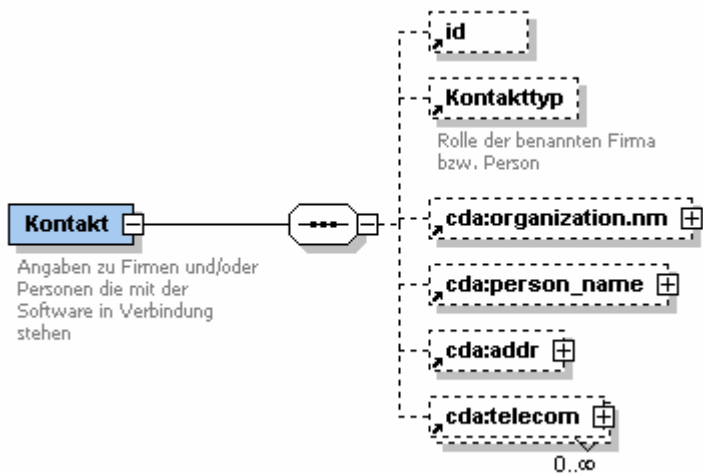 id
Kontakttyp
Rolle der benannten Firma
bzw. Person
Kontakt
Angaben zu Firmen und/oder
Personen die mit der
Software in Verbindung
stehen
cda:organization.nm
cda:person_name
cda:addr
cda:telecom
0..∞